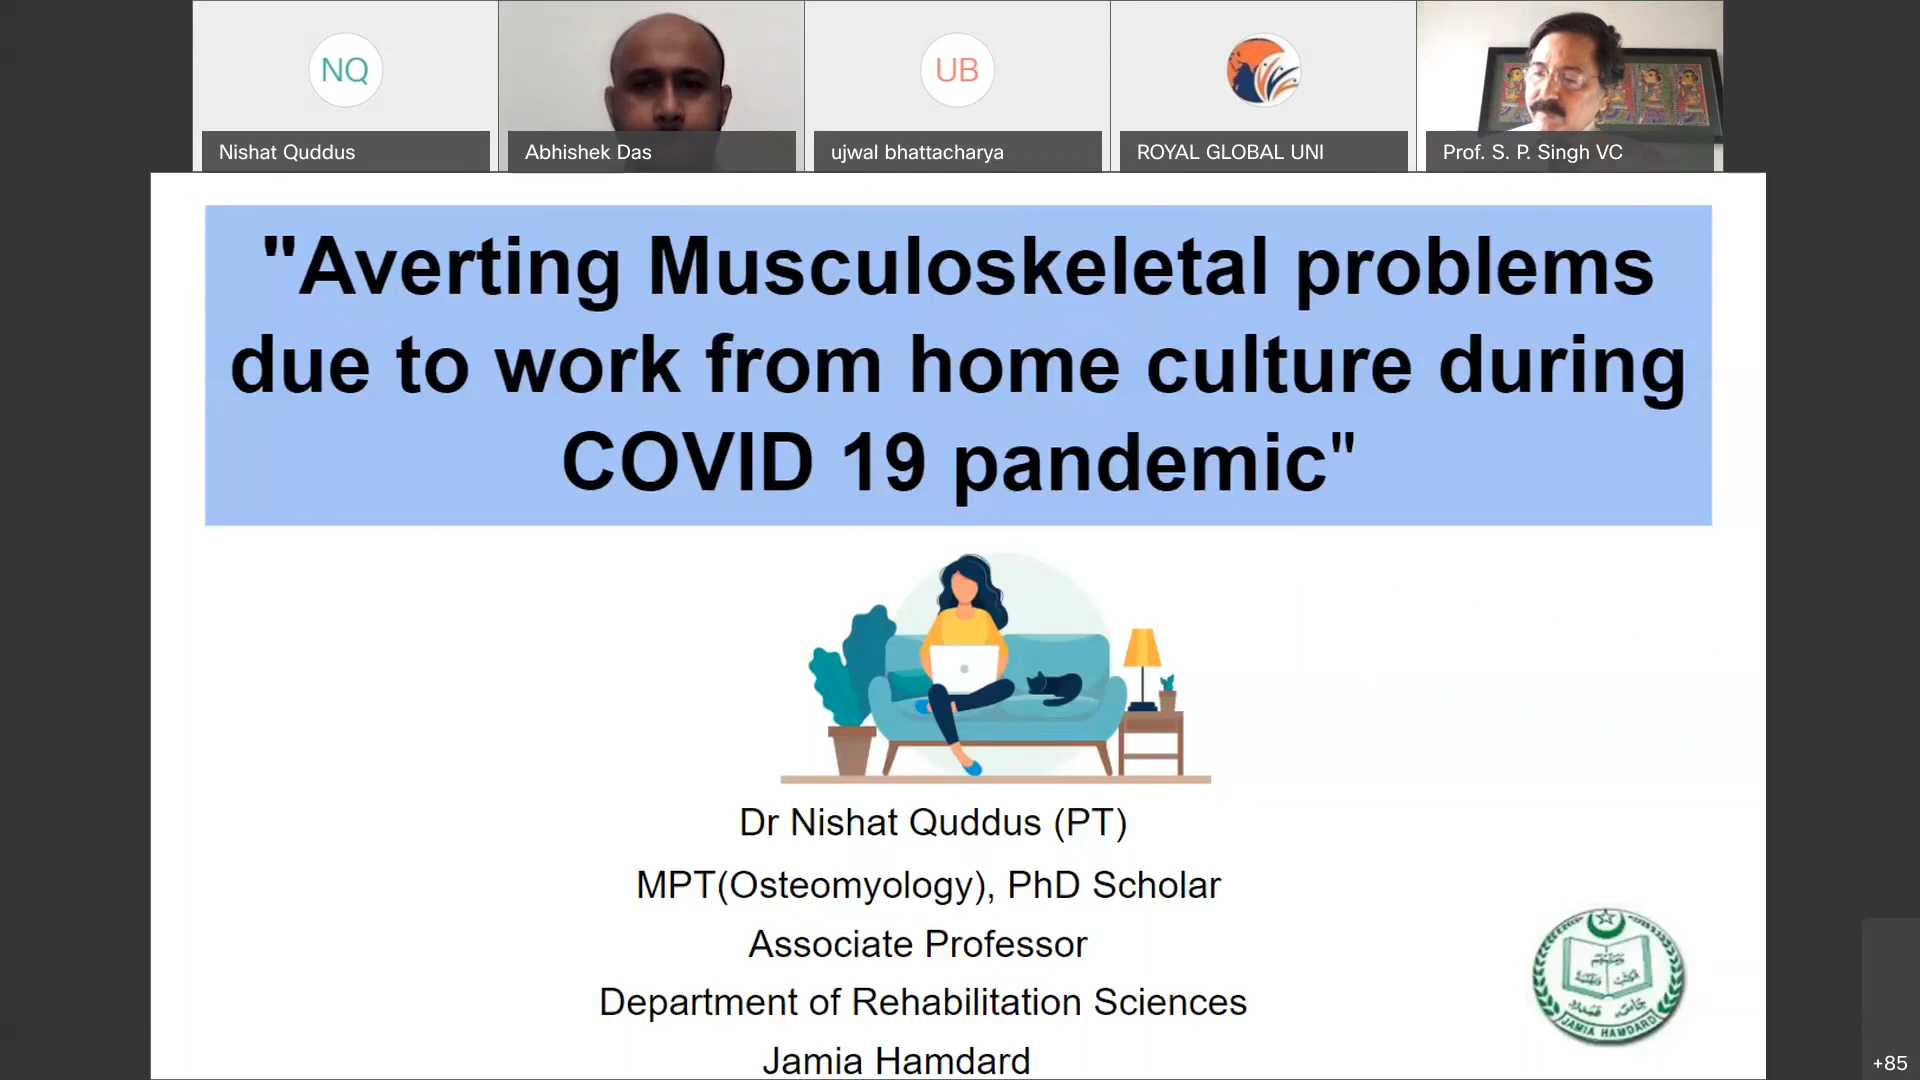 NQ
UB
Nishat Quddus
Abhishek Das
ujwal bhattacharya
ROYAL GLOBAL UNI
Prof. S. P. Singh VC
"Averting Musculoskeletal problems
due to work from home culture during
COVID 19 pandemic"
Dr Nishat Quddus (PT)
MPT(Osteomyology), PhD Scholar
Associate Professor
Department of Rehabilitation Sciences
Jamia Hamdard
JAMIA HAMDARD
+85